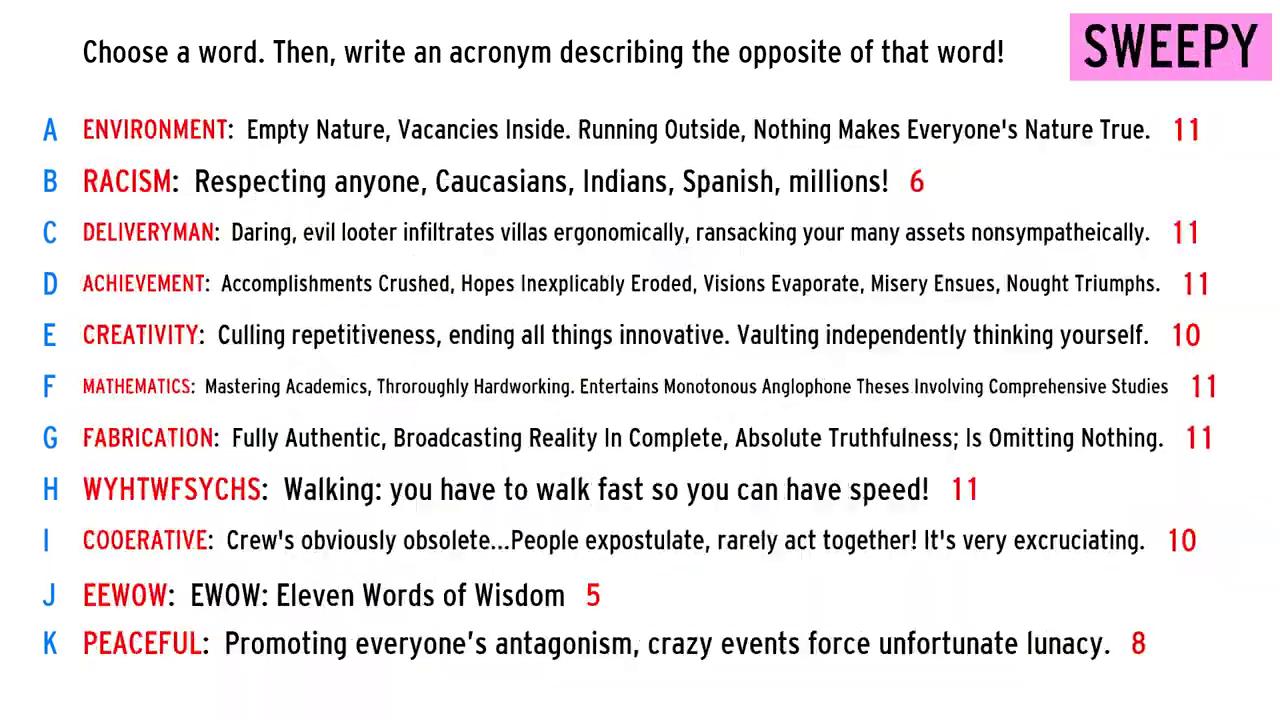 Choose a word. Then, write an acronym describing the opposite of that word!
SWEEPY
A ENVIRONMENT: Empty Nature, Vacancies Inside. Running Outside, Nothing Makes Everyone's Nature True. 11
B RACISM: Respecting anyone, Caucasians, Indians, Spanish, millions! 6
C DELIVERYMAN: Daring, evil looter infiltrates villas ergonomically, ransacking your many assets nonsympatheically. 11
D ACHIEVEMENT: Accomplishments Crushed, Hopes Inexplicably Eroded, Visions Evaporate, Misery Ensues, Nought Triumphs. 11
E CREATIVITY: Culling repetitiveness, ending all things innovative. Vaulting independently thinking yourself. 10
F MATHEMATICS: Mastering Academics, Throroughly Hardworking. Entertains Monotonous Anglophone Theses Involving Comprehensive Studies 11
G FABRICATION: Fully Authentic, Broadcasting Reality In Complete, Absolute Truthfulness; Is Omitting Nothing. 11
H WYHTWFSYCHS: Walking: you have to walk fast so you can have speed! 11
I COOERATIVE: Crew's obviously obsolete...People expostulate, rarely act together! It's very excruciating. 10
J EEWOW: EWOW: Eleven Words of Wisdom 5
K PEACEFUL: Promoting everyone’s antagonism, crazy events force unfortunate lunacy. 8